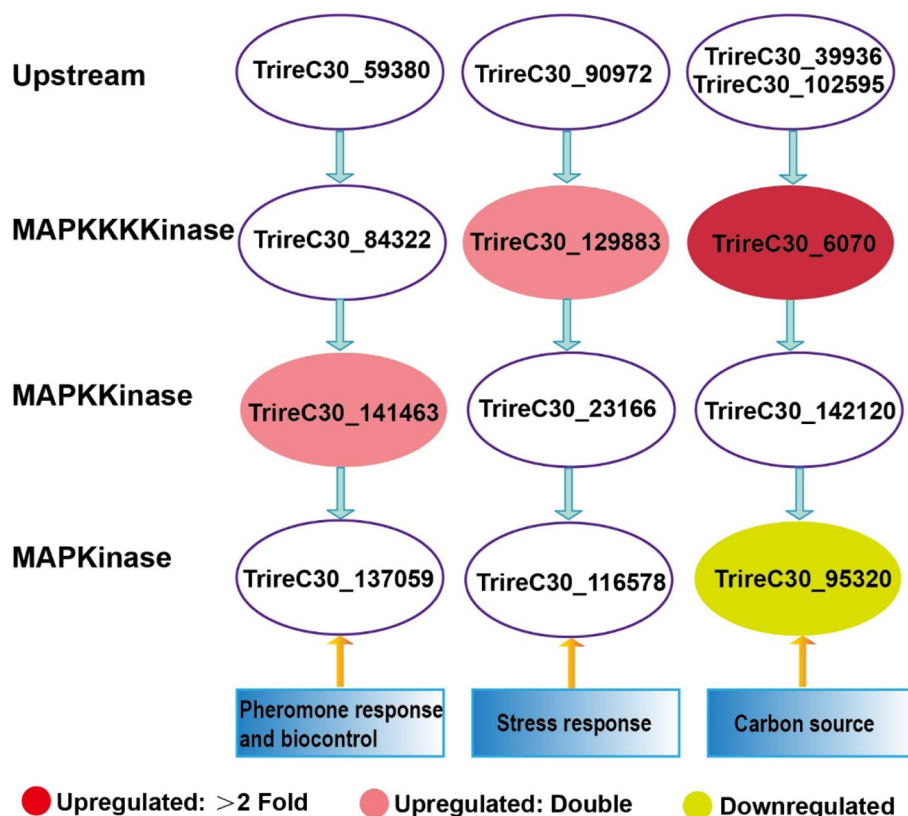 Upstream
TrireC30_59380
TrireC30_90972
TrireC30_39936
TrireC30_102595
MAPKKKKinase
TrireC30_84322
TrireC30_129883
TrireC30_6070
MAPKKinase
TrireC30_141463
TrireC30_23166
TrireC30_142120
MAPKinase
TrireC30_137059
TrireC30_116578
TrireC30_95320
Pheromone response
and biocontrol
Stress response
Carbon source
Upregulated: >2 Fold
Upregulated: Double
Downregulated